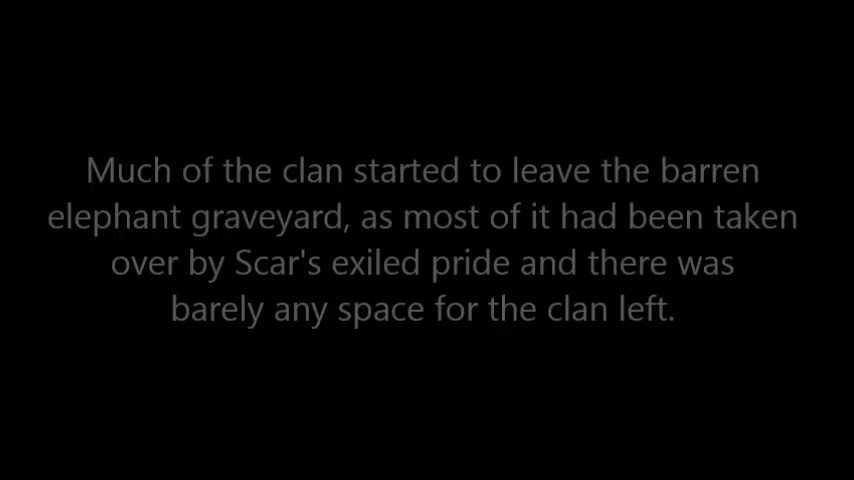 Much of the clan started to leave the barren
elephant graveyard, as most of it had been taken
over by Scar's exiled pride and there was
barely any space for the clan left.